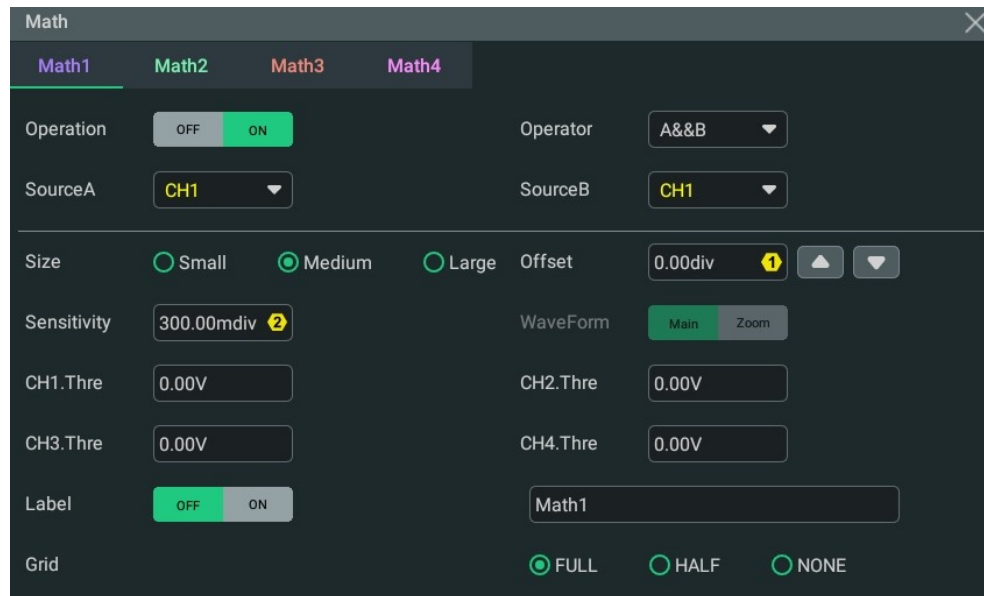 Math
Math1 Math2 Math3 Math4
Operation OFF ON Operator A&&B
SourceA CH1 SourceB CH1
Size Small Medium Large Offset 0.00div 1
Sensitivity 300.00mdiv 2 WaveForm Main Zoom
CH1.Thre 0.00V CH2.Thre 0.00V
CH3.Thre 0.00V CH4.Thre 0.00V
Label OFF ON Math1
Grid FULL HALF NONE